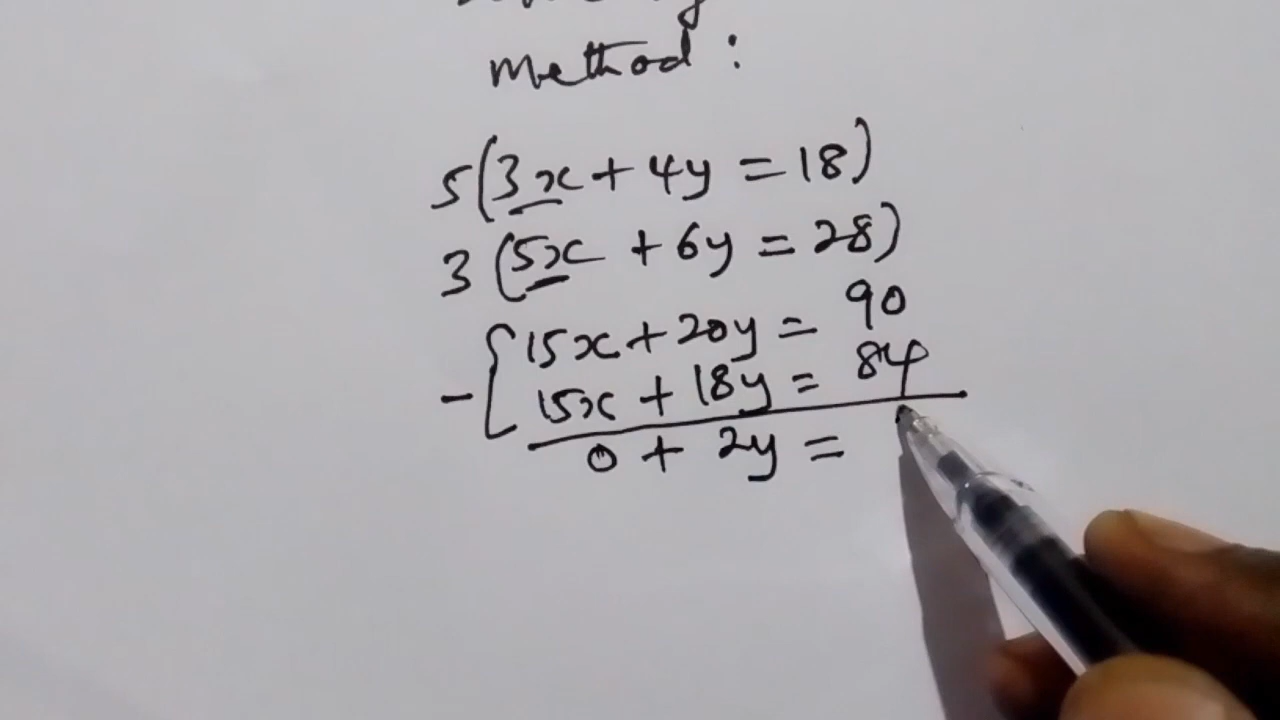 method :
5(3x + 4y = 18)
3(5x + 6y = 28)
15x + 20y = 90
- [15x + 18y = 84
0 + 2y =